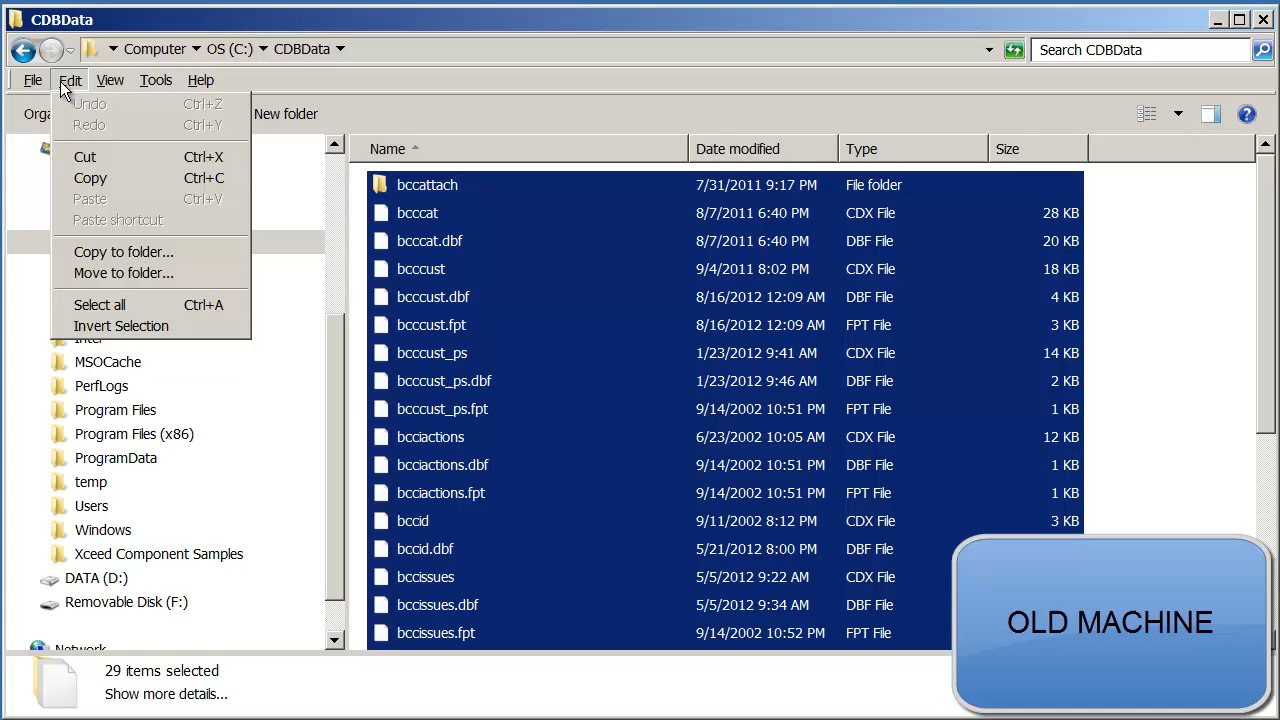 CDBData
Computer OS (C:) CDBData Search CDBData
File Edit View Tools Help
Orga New folder
Undo Ctrl+Z
Redo Ctrl+Y
Cut Ctrl+X
Copy Ctrl+C
Paste Ctrl+V
Paste shortcut
Copy to folder...
Move to folder...
Select all Ctrl+A
Invert Selection
MSOCache
PerfLogs
Program Files
Program Files (x86)
ProgramData
temp
Users
Windows
Xceed Component Samples
DATA (D:)
Removable Disk (F:)
Network
Name Date modified Type Size
bccattach 7/31/2011 9:17 PM File folder
bcccat 8/7/2011 6:40 PM CDX File 28 KB
bcccat.dbf 8/7/2011 6:40 PM DBF File 20 KB
bcccust 9/4/2011 8:02 PM CDX File 18 KB
bcccust.dbf 8/16/2012 12:09 AM DBF File 4 KB
bcccust.fpt 8/16/2012 12:09 AM FPT File 3 KB
bcccust_ps 1/23/2012 9:41 AM CDX File 14 KB
bcccust_ps.dbf 1/23/2012 9:46 AM DBF File 2 KB
bcccust_ps.fpt 9/14/2002 10:51 PM FPT File 1 KB
bcciactions 6/23/2002 10:05 AM CDX File 12 KB
bcciactions.dbf 9/14/2002 10:51 PM DBF File 1 KB
bcciactions.fpt 9/14/2002 10:51 PM FPT File 1 KB
bccid 9/11/2002 8:12 PM CDX File 3 KB
bccid.dbf 5/21/2012 8:00 PM DBF File
bccissues 5/5/2012 9:22 AM CDX File
bccissues.dbf 5/5/2012 9:34 AM DBF File
bccissues.fpt 9/14/2002 10:52 PM FPT File
OLD MACHINE
29 items selected
Show more details...